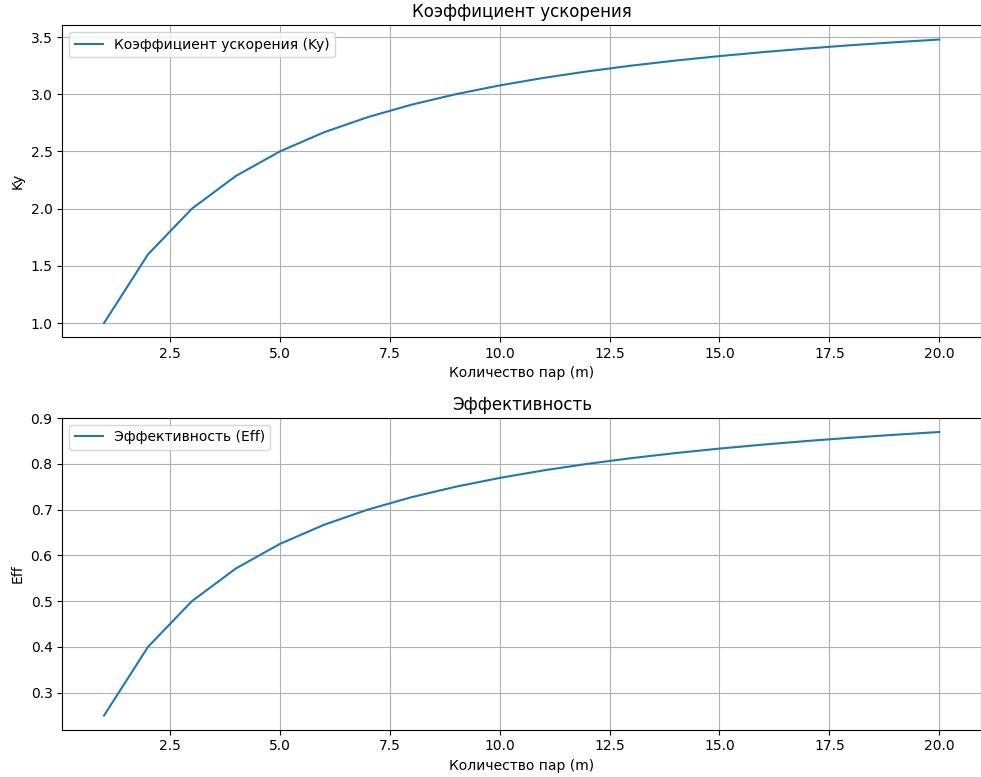 Коэффициент ускорения
Коэффициент ускорения (Ky)
3.5
3.0
2.5
2.0
1.5
1.0
Ky
2.5 5.0 7.5 10.0 12.5 15.0 17.5 20.0
Количество пар (m)
Эффективность
Эффективность (Eff)
0.9
0.8
0.7
0.6
0.5
0.4
0.3
Eff
2.5 5.0 7.5 10.0 12.5 15.0 17.5 20.0
Количество пар (m)